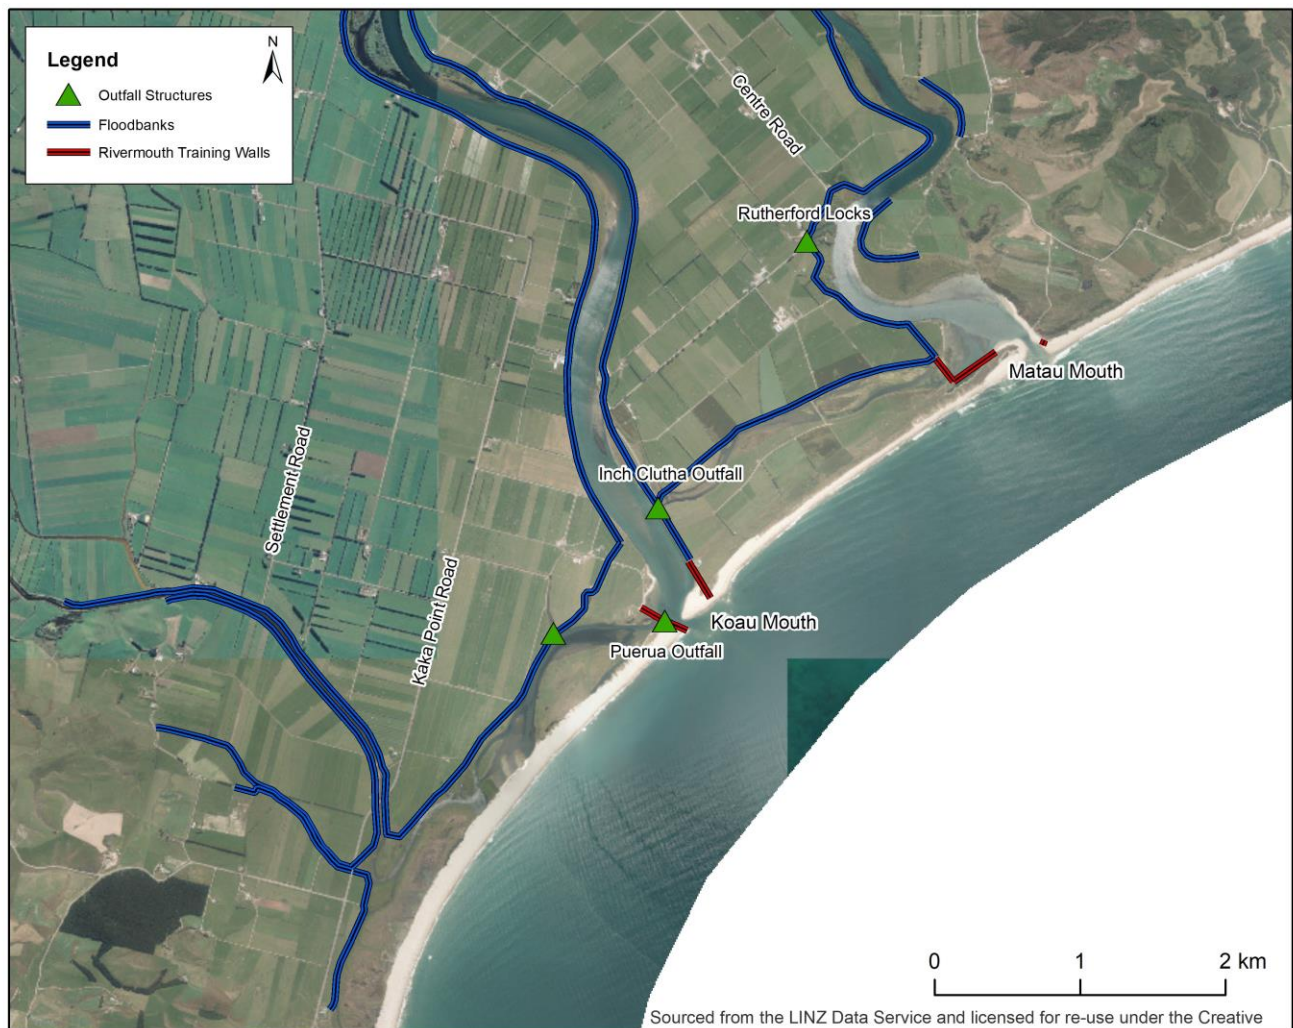 N
Legend
Outfall Structures
Floodbanks
Rivermouth Training Walls
Centre Road
Rutherford Locks
Matau Mouth
Inch Clutha Outfall
Settlement Road
Kaka Point Road
Koau Mouth
Puerua Outfall
0 1 2 km
Sourced from the LINZ Data Service and licensed for re-use under the Creative